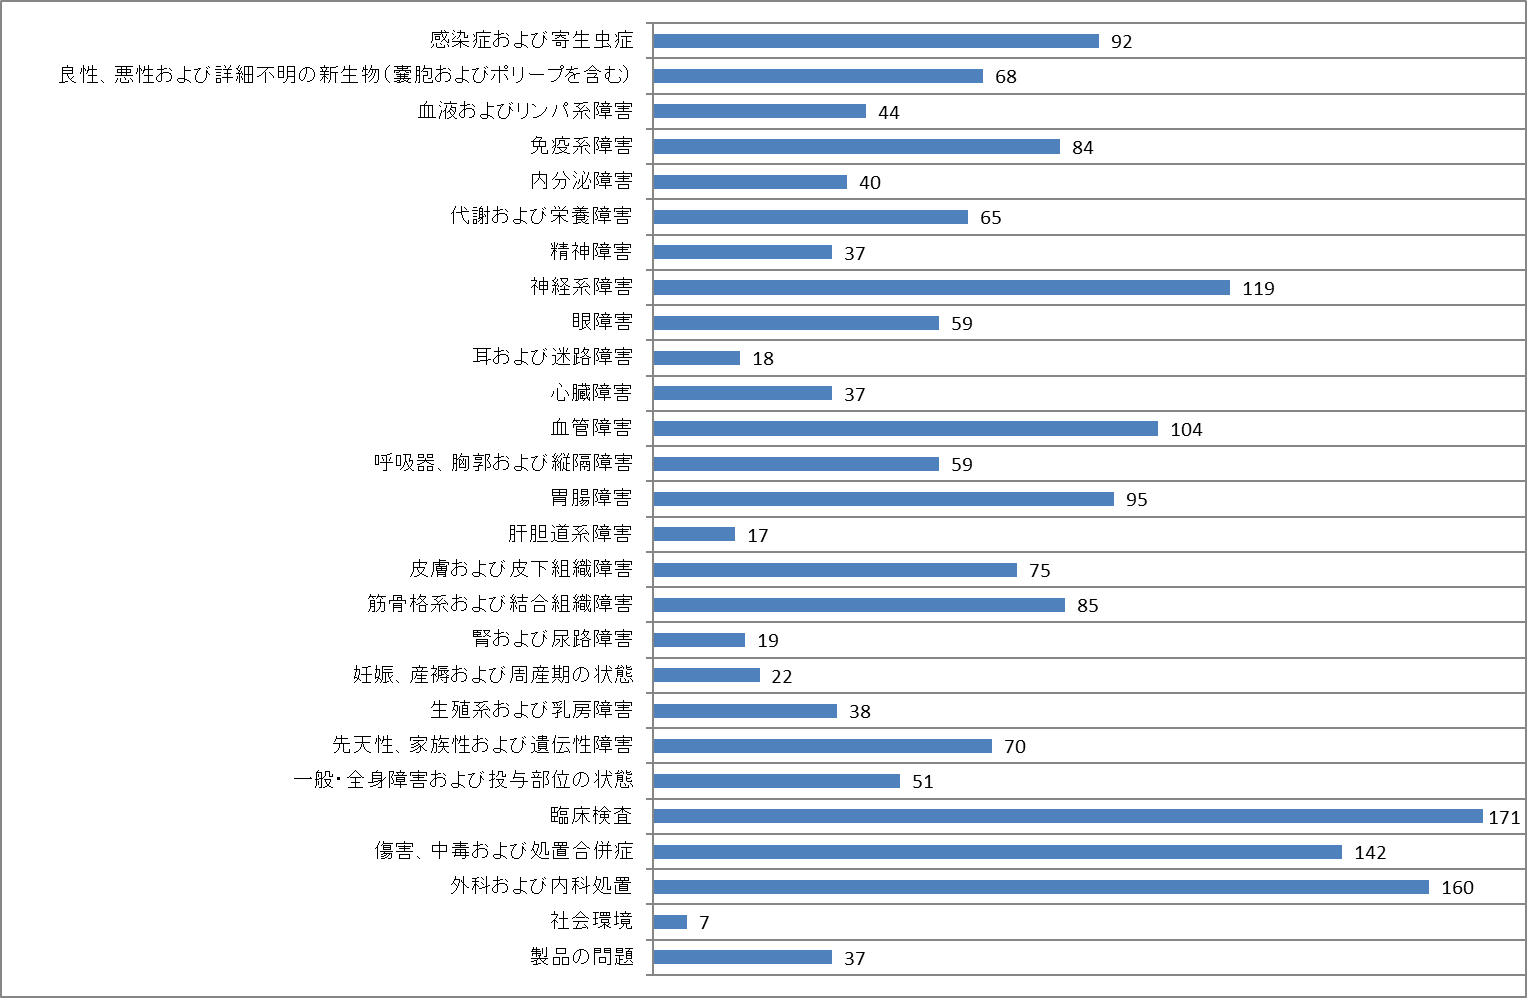 感染症および寄生虫症 92
良性、悪性および詳細不明の新生物(嚢胞およびポリープを含む) 68
血液およびリンパ系障害 44
免疫系障害 84
内分泌障害 40
代謝および栄養障害 65
精神障害 37
神経系障害 119
眼障害 59
耳および迷路障害 18
心臓障害 37
血管障害 104
呼吸器、胸郭および縦隔障害 59
胃腸障害 95
肝胆道系障害 17
皮膚および皮下組織障害 75
筋骨格系および結合組織障害 85
腎および尿路障害 19
妊娠、産褥および周産期の状態 22
生殖系および乳房障害 38
先天性、家族性および遺伝性障害 70
一般・全身障害および投与部位の状態 51
臨床検査 171
傷害、中毒および処置合併症 142
外科および内科処置 160
社会環境 7
製品の問題 37